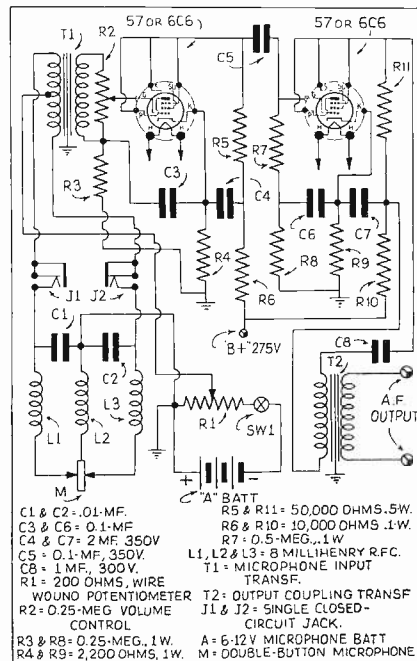 57 OR 6C6
57 OR 6C6
T1
R2
C5
R11
R5
R7
C3
C4
R3
C6
C7
R4
R8
R9
R6
R10
J1
J2
"B+" 275V
C1
C2
C8
T2
L1
L2
L3
R1
SW1
A.F. OUTPUT
M
+
-
"A" BATT
C1 & C2=.01-MF.
C3 & C6= 0.1-MF
C4 & C7= 2 MF. 350V
C5 = 0.1-MF, 350V.
C8 = 1 MF., 300V.
R1 = 200 OHMS, WIRE
WOUND POTENTIOMETER
R2=0.25-MEG VOLUME
CONTROL
R3 & R8=0.25-MEG., 1W.
R4 & R9=2,200 OHMS, 1W.
R5 & R11= 50,000 OHMS .5W.
R6 & R10= 10,000 OHMS .1W.
R7 = 0.5-MEG., .1W
L1, L2 & L3= 8 MILLIHENRY R.F.C.
T1= MICROPHONE INPUT
TRANSF.
T2= OUTPUT COUPLING TRANSF
J1 & J2= SINGLE CLOSED-
CIRCUIT JACK.
A= 6-12V MICROPHONE BATT
M= DOUBLE-BUTTON MICROPHONE